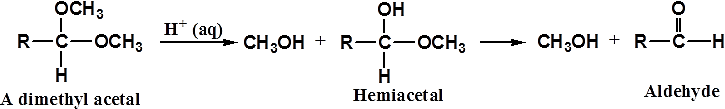 OCH₃ OH O
H⁺ (aq)
R—C—OCH₃ CH₃OH + R—C—OCH₃ CH₃OH + R—C—H
H H
A dimethyl acetal Hemiacetal Aldehyde